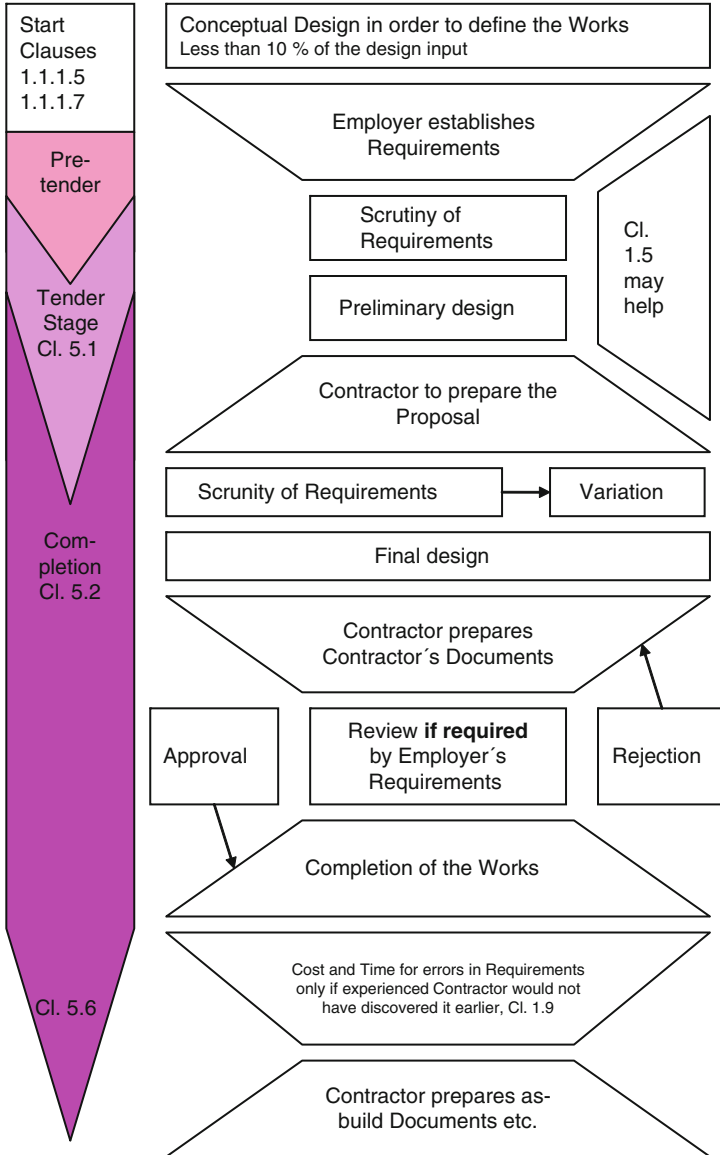 Start
Clauses
1.1.1.5
1.1.1.7
Conceptual Design in order to define the Works
Less than 10 % of the design input
Employer establishes
Requirements
Pre-
tender
Scrutiny of
Requirements
Cl.
1.5
may
help
Preliminary design
Tender
Stage
Cl. 5.1
Contractor to prepare the
Proposal
Scrunity of Requirements
Variation
Com-
pletion
Cl. 5.2
Final design
Contractor prepares
Contractor´s Documents
Approval
Review if required
by Employer´s
Requirements
Rejection
Completion of the Works
Cost and Time for errors in Requirements
only if experienced Contractor would not
have discovered it earlier, Cl. 1.9
Cl. 5.6
Contractor prepares as-
build Documents etc.